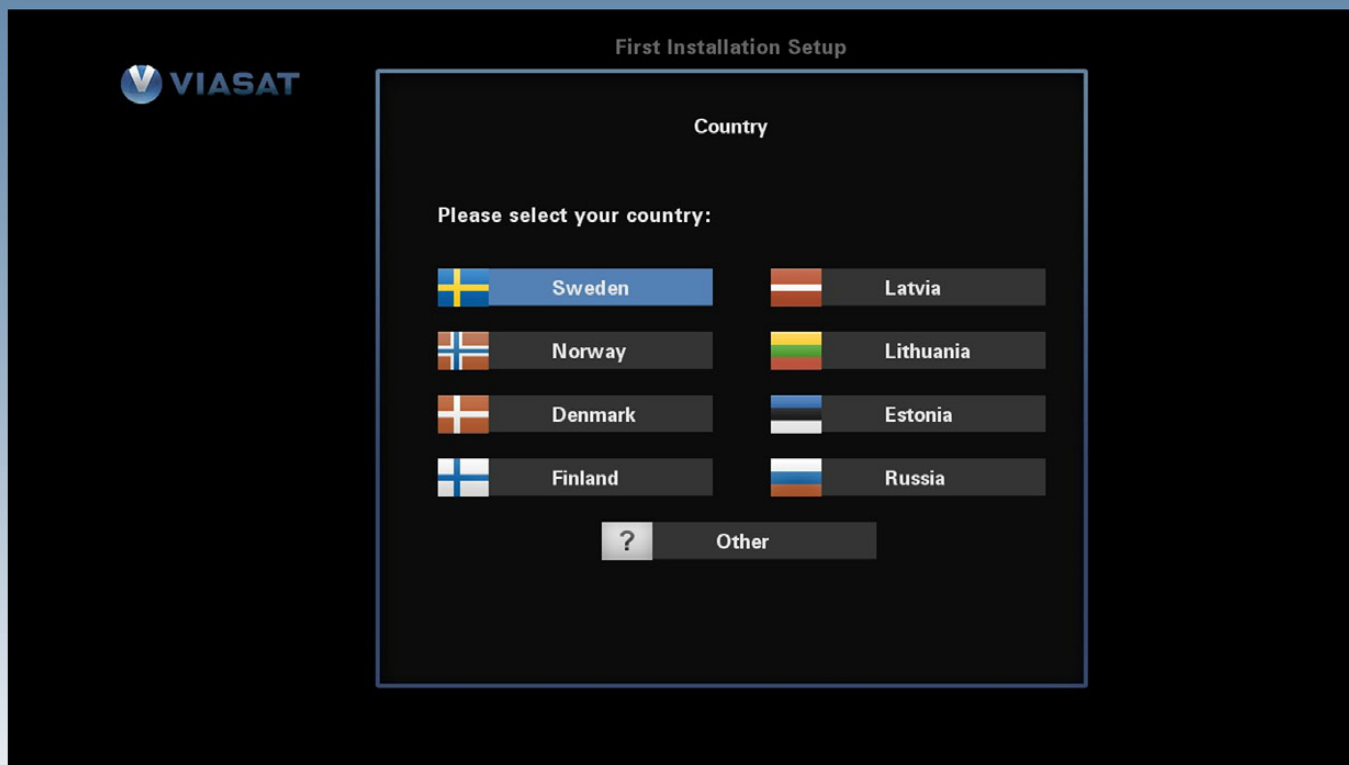 First Installation Setup
VIASAT
Country
Please select your country:
Sweden
Latvia
Norway
Lithuania
Denmark
Estonia
Finland
Russia
? Other